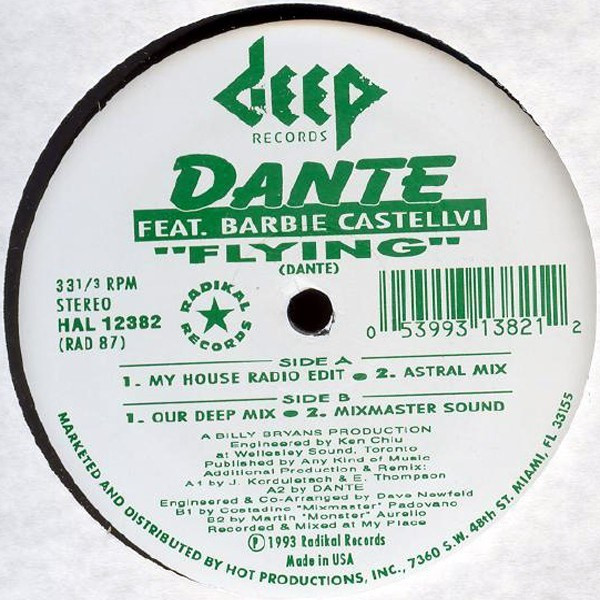 deep
RECORDS
DANTE
FEAT. BARBIE CASTELLVI
"FLYING"
(DANTE)
33 1/3 RPM
STEREO
HAL 12382
(RAD 87)
RADIKAL RECORDS
0 53993 13821 2
SIDE A
1. MY HOUSE RADIO EDIT ● 2. ASTRAL MIX
SIDE B
1. OUR DEEP MIX ● 2. MIXMASTER SOUND
A BILLY BRYANS PRODUCTION
Engineered by Ken Chiu
at Wellesley Sound, Toronto
Published by Any Kind of Music
Additional Production & Remix:
A1 by J. Korduletsch & E. Thompson
A2 by DANTE
Engineered & Co-Arranged by Dave Newfeld
B1 by Costadino "Mixmaster" Padovano
B2 by Martin "Monster" Aurelio
Recorded & Mixed at My Place
℗ 1993 Radikal Records
Made in USA
MARKETED AND DISTRIBUTED BY HOT PRODUCTIONS, INC., 7360 S.W. 48th ST. MIAMI, FL 33155